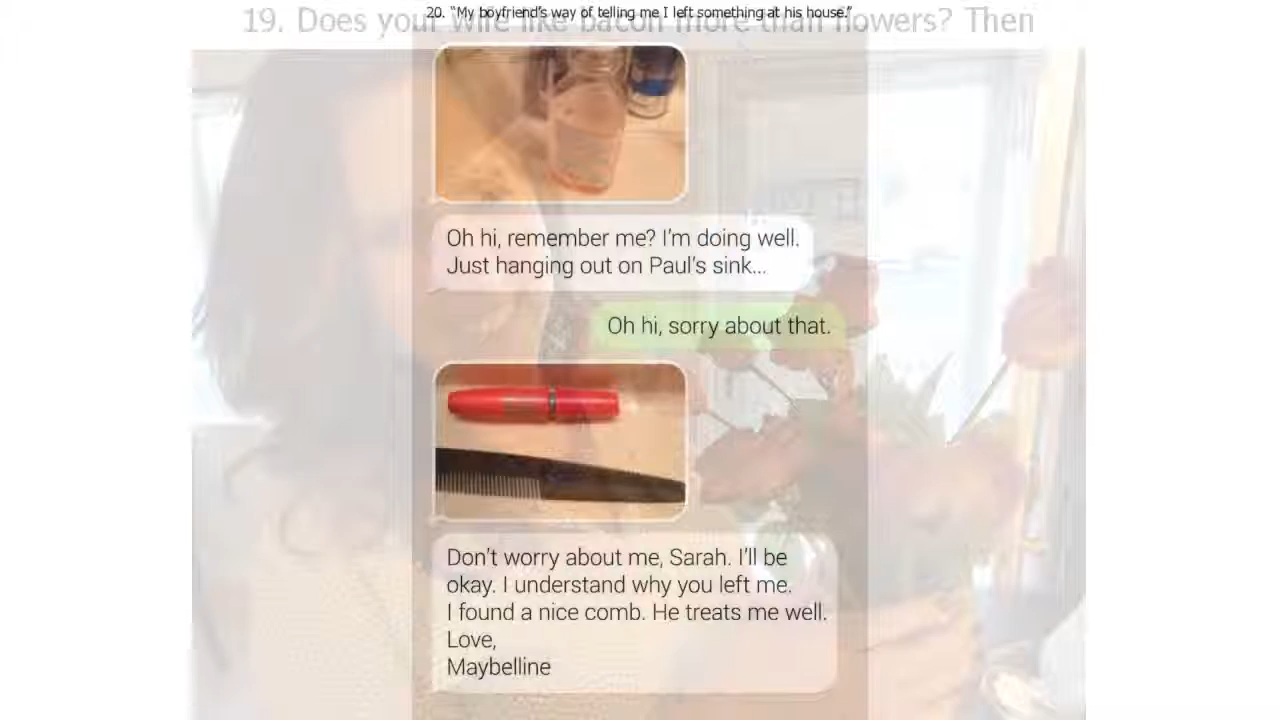 20. “My boyfriend’s way of telling me I left something at his house.”
19. Does your wife like bacon more than flowers? Then
Oh hi, remember me? I’m doing well.
Just hanging out on Paul’s sink...
Oh hi, sorry about that.
Don’t worry about me, Sarah. I’ll be
okay. I understand why you left me.
I found a nice comb. He treats me well.
Love,
Maybelline